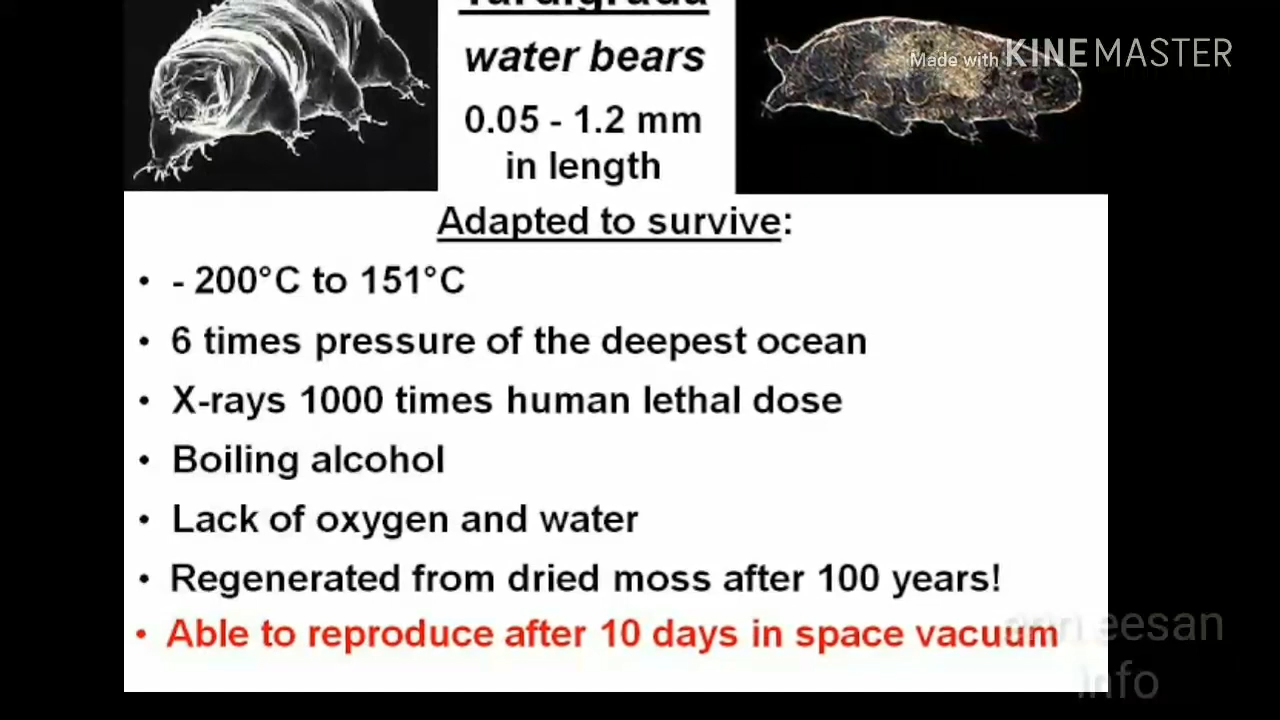 Tardigrada
water bears
0.05 - 1.2 mm
in length
Made with KINEMASTER
Adapted to survive:
• - 200°C to 151°C
• 6 times pressure of the deepest ocean
• X-rays 1000 times human lethal dose
• Boiling alcohol
• Lack of oxygen and water
• Regenerated from dried moss after 100 years!
• Able to reproduce after 10 days in space vacuum
eesan
info